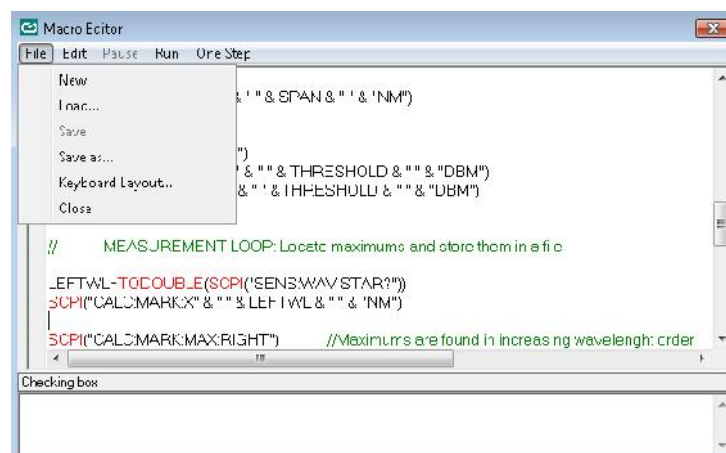 Macro Editor
File Edit Pause Run One Step
New
Load...
Save
Save as...
Keyboard Layout...
Close
& " " & SPAN & " " & "NM")
")
" & " " & THRESHOLD & " " & "DBM")
& " " & THRESHOLD & " " & "DBM")
// MEASUREMENT LOOP: Locate maximums and store them in a file
LEFTWL=TODOUBLE(SCPI("SENS:WAV:STAR?"))
SCPI("CALC:MARK:X" & " " & LEFTWL & " " & "NM")
SCPI("CALC:MARK:MAX:RIGHT") //Maximums are found in increasing wavelenght order
Checking box